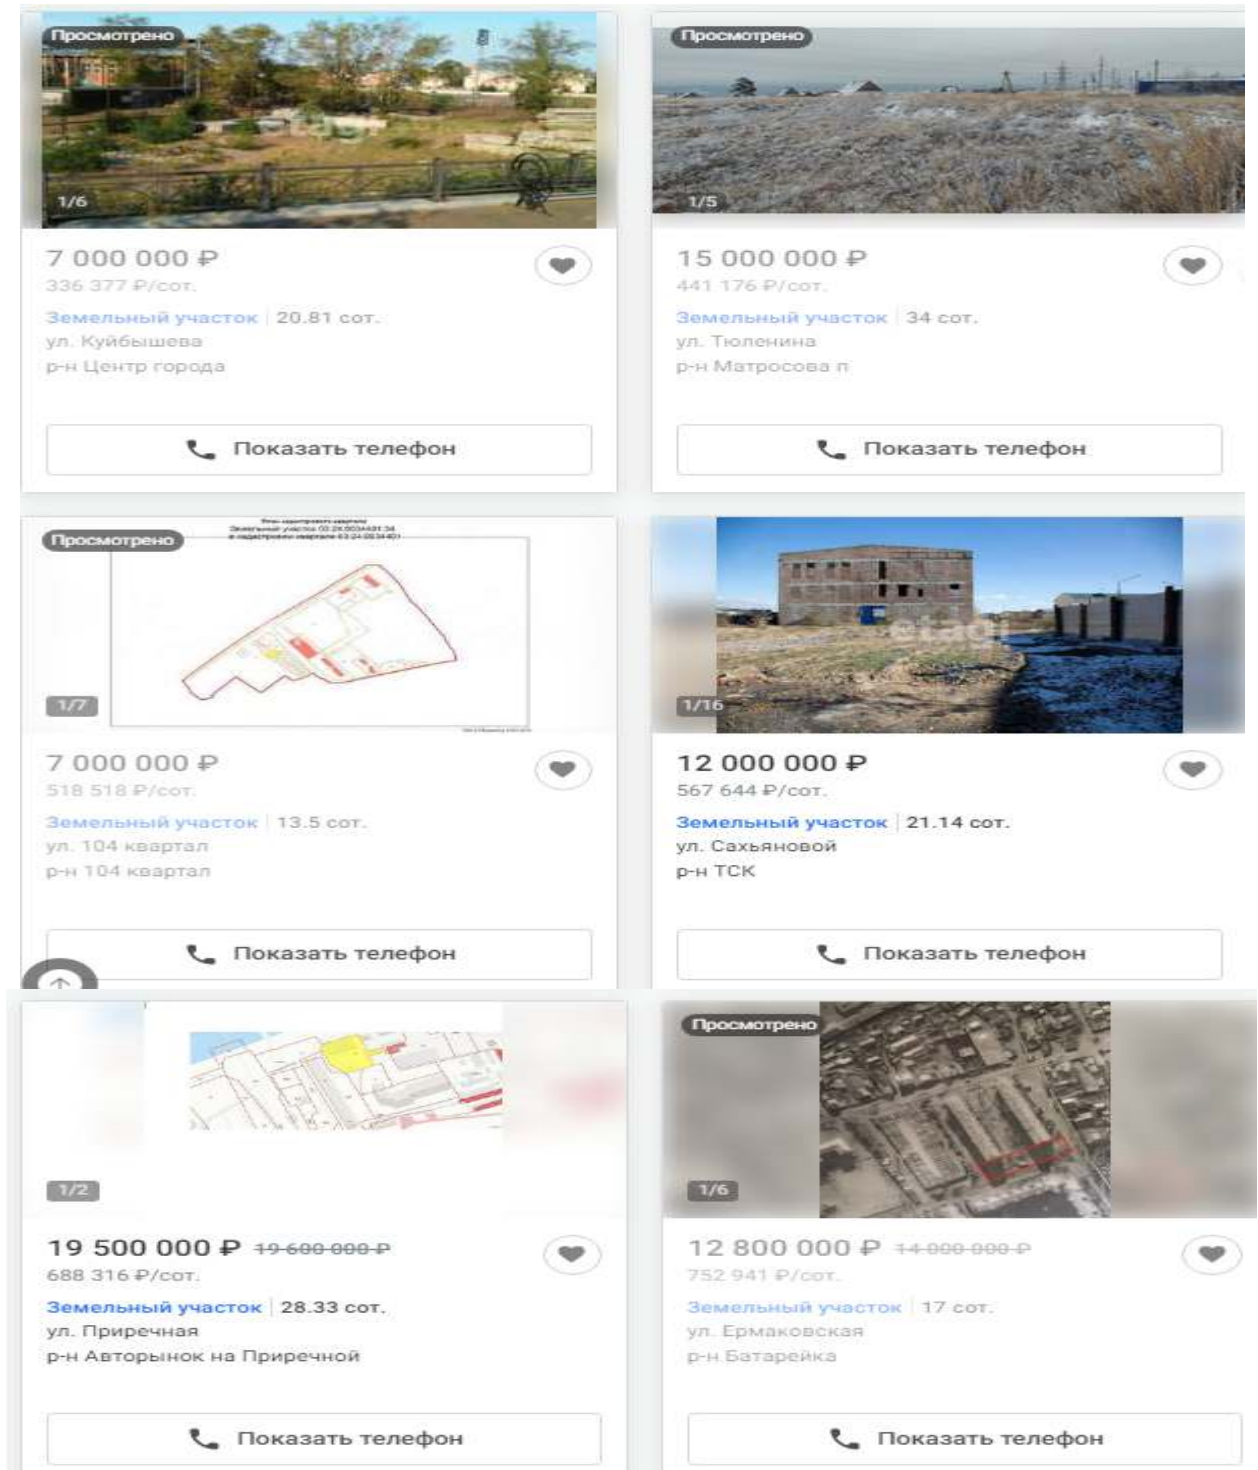 Просмотрено
etagi
1/6
7 000 000 ₽
336 377 ₽/сот.
Земельный участок 20.81 сот.
ул. Куйбышева
р-н Центр города
Показать телефон
Просмотрено
1/5
15 000 000 ₽
441 176 ₽/сот.
Земельный участок 34 сот.
ул. Тюленина
р-н Матросова п
Показать телефон
Просмотрено
1/7
7 000 000 ₽
518 518 ₽/сот.
Земельный участок 13.5 сот.
ул. 104 квартал
р-н 104 квартал
Показать телефон
etagi
1/16
12 000 000 ₽
567 644 ₽/сот.
Земельный участок 21.14 сот.
ул. Сахьяновой
р-н ТСК
Показать телефон
1/2
19 500 000 ₽ 19 600 000 ₽
688 316 ₽/сот.
Земельный участок 28.33 сот.
ул. Приречная
р-н Авторынок на Приречной
Показать телефон
Просмотрено
1/6
12 800 000 ₽ 14 000 000 ₽
752 941 ₽/сот.
Земельный участок 17 сот.
ул. Ермаковская
р-н Батарейка
Показать телефон